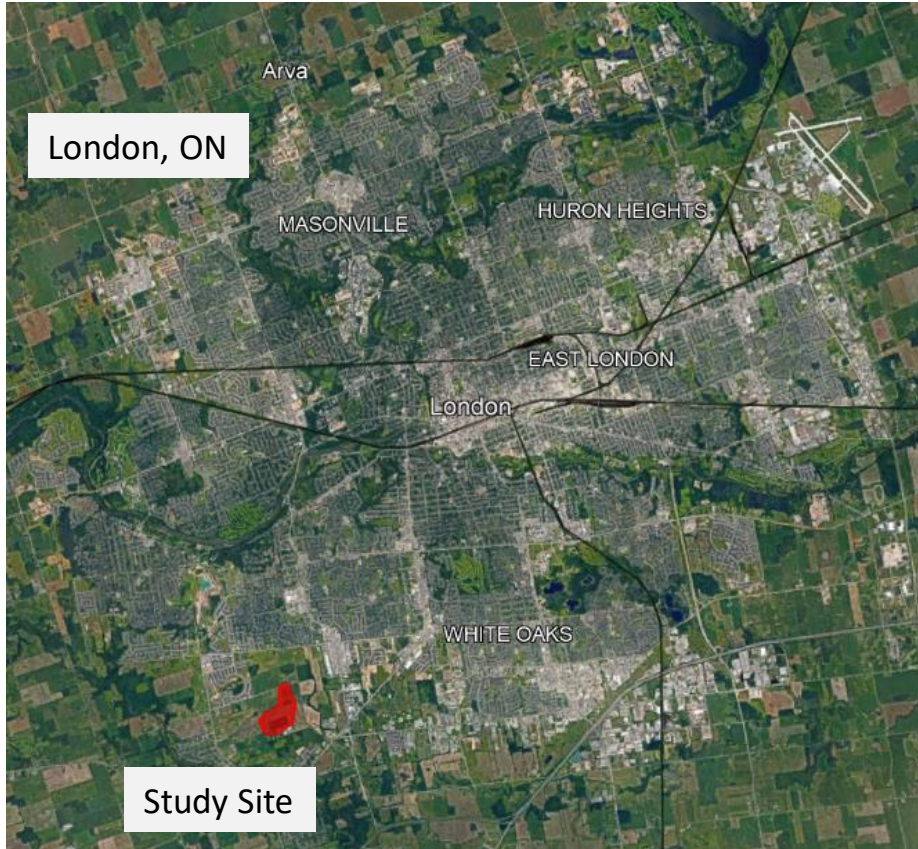 Arva
London, ON
MASONVILLE
HURON HEIGHTS
EAST LONDON
London
WHITE OAKS
Study Site